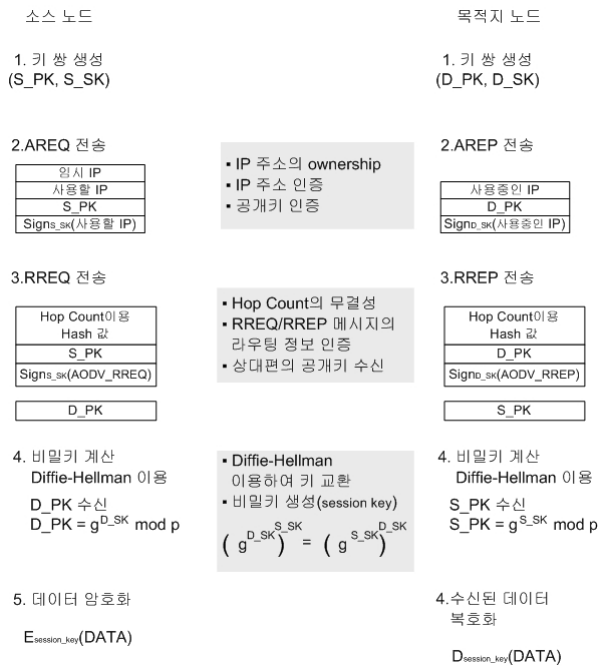 소스 노드
목적지 노드
1. 키 쌍 생성
(S_PK, S_SK)
1. 키 쌍 생성
(D_PK, D_SK)
2.AREQ 전송
임시 IP
사용할 IP
S_PK
Signs_SK(사용할 IP)
▪ IP 주소의 ownership
▪ IP 주소 인증
▪ 공개키 인증
2.AREP 전송
사용중인 IP
D_PK
SignD_SK(사용중인 IP)
3.RREQ 전송
Hop Count이용
Hash 값
S_PK
Signs_SK(AODV_RREQ)
D_PK
▪ Hop Count의 무결성
▪ RREQ/RREP 메시지의
라우팅 정보 인증
▪ 상대편의 공개키 수신
3.RREP 전송
Hop Count이용
Hash 값
D_PK
SignD_SK(AODV_RREP)
S_PK
4. 비밀키 계산
Diffie-Hellman 이용
D_PK 수신
D_PK = g^D_SK mod p
▪ Diffie-Hellman
이용하여 키 교환
▪ 비밀키 생성(session key)
( g^D_SK )^S_SK = ( g^S_SK )^D_SK
4. 비밀키 계산
Diffie-Hellman 이용
S_PK 수신
S_PK = g^S_SK mod p
5. 데이터 암호화
Esession_key(DATA)
4.수신된 데이터
복호화
Dsession_key(DATA)